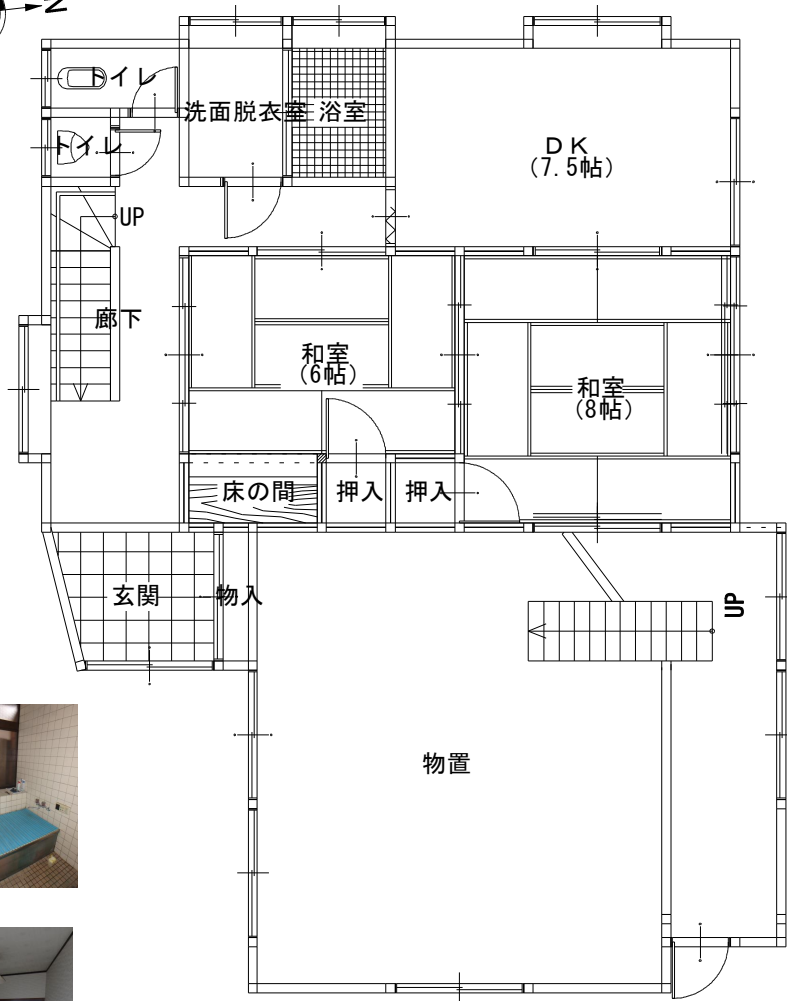 N
トイレ
洗面脱衣室
浴室
トイレ
DK
(7.5帖)
UP
廊下
和室
(6帖)
和室
(8帖)
床の間
押入
押入
玄関
物入
UP
物置